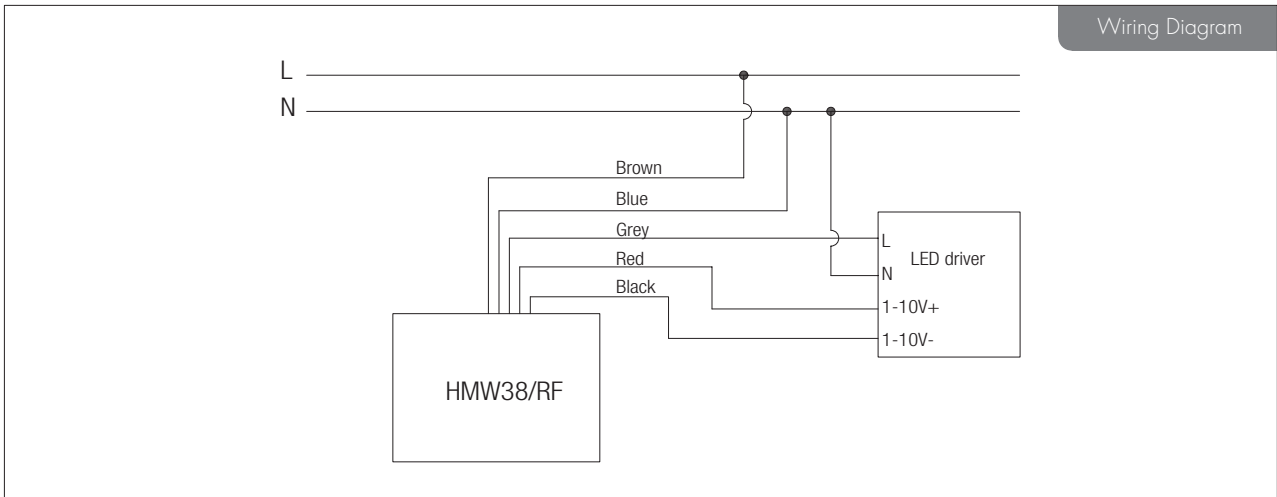 Wiring Diagram
L
N
Brown
Blue
Grey
Red
Black
L
LED driver
N
1-10V+
1-10V-
HMW38/RF